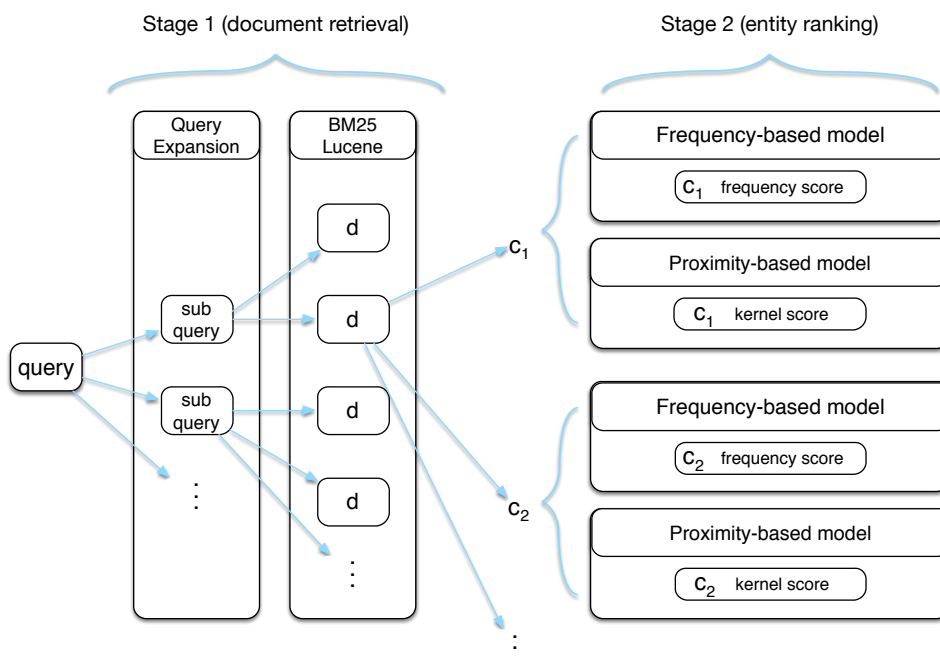 Stage 1 (document retrieval)
Stage 2 (entity ranking)
Query
Expansion
BM25
Lucene
query
sub
query
sub
query
⋮
d
d
d
d
⋮
c1
c2
⋮
Frequency-based model
c1 frequency score
Proximity-based model
c1 kernel score
Frequency-based model
c2 frequency score
Proximity-based model
c2 kernel score